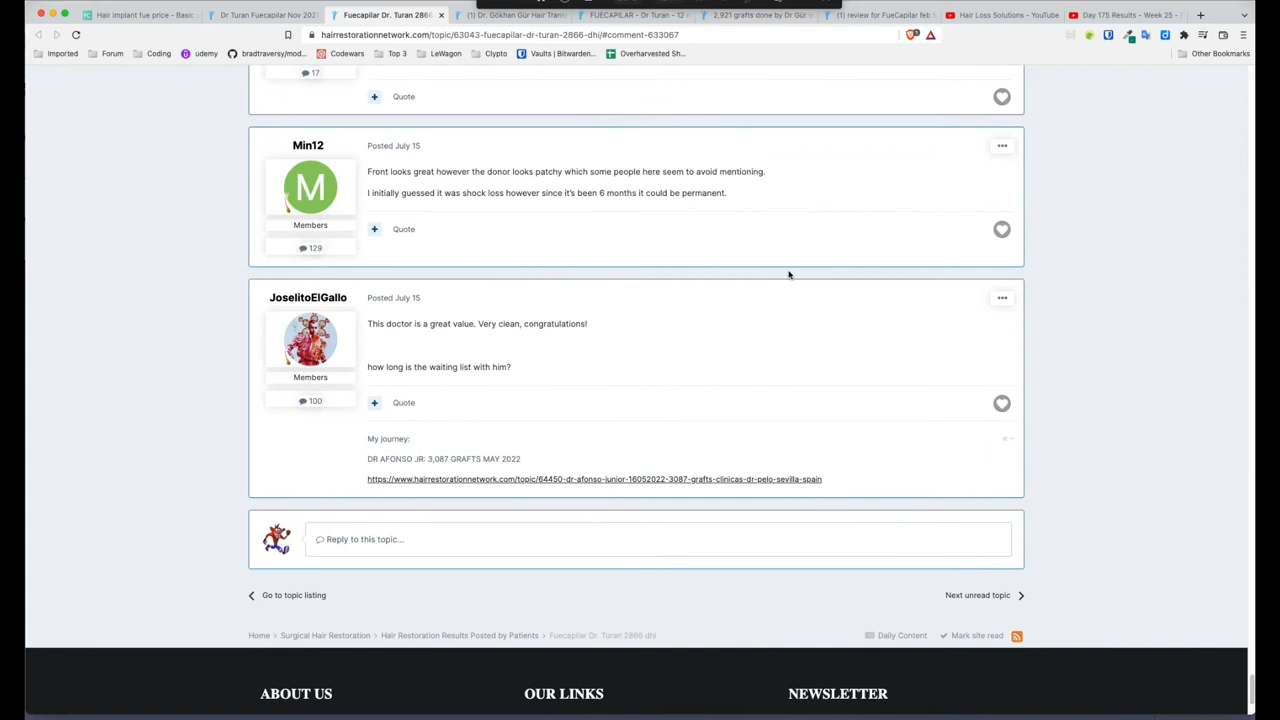 Hair implant fue price - Basic
Dr Turan Fuecapilar Nov 2021
Fuecapilar Dr. Turan 2866
(1) Dr. Gökhan Gür Hair Trans
FUECAPILAR - Dr Turan - 12 m
2,921 grafts done by Dr Gür
(1) review for FueCapilar feb
Hair Loss Solutions - YouTube
Day 175 Results - Week 25 -
hairrestorationnetwork.com/topic/63043-fuecapilar-dr-turan-2866-dhi/#comment-633067
Imported Forum Coding udemy bradtraversy/mod... Codewars Top 3 LeWagon Clypto Vaults | Bitwarden... Overharvested Sh... Other Bookmarks
17
Quote
Min12
Posted July 15
M
Front looks great however the donor looks patchy which some people here seem to avoid mentioning.
I initially guessed it was shock loss however since it's been 6 months it could be permanent.
Members
129
Quote
JoselitoElGallo
Posted July 15
This doctor is a great value. Very clean, congratulations!
how long is the waiting list with him?
Members
100
Quote
My journey:
DR AFONSO JR: 3,087 GRAFTS MAY 2022
https://www.hairrestorationnetwork.com/topic/64450-dr-afonso-junior-16052022-3087-grafts-clinicas-dr-pelo-sevilla-spain
Reply to this topic...
Go to topic listing
Next unread topic
Home Surgical Hair Restoration Hair Restoration Results Posted by Patients Fuecapilar Dr. Turan 2866 dhi
Daily Content Mark site read
ABOUT US OUR LINKS NEWSLETTER